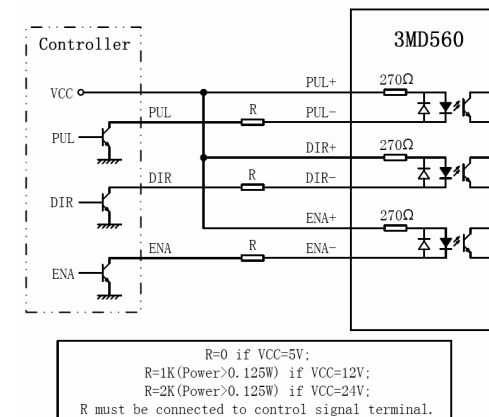 Controller
3MD560
VCC
PUL+
270Ω
PUL
R
PUL-
PUL
DIR+
270Ω
DIR
R
DIR-
DIR
ENA+
270Ω
ENA
R
ENA-
ENA
R=0 if VCC=5V;
R=1K(Power>0.125W) if VCC=12V;
R=2K(Power>0.125W) if VCC=24V;
R must be connected to control signal terminal.